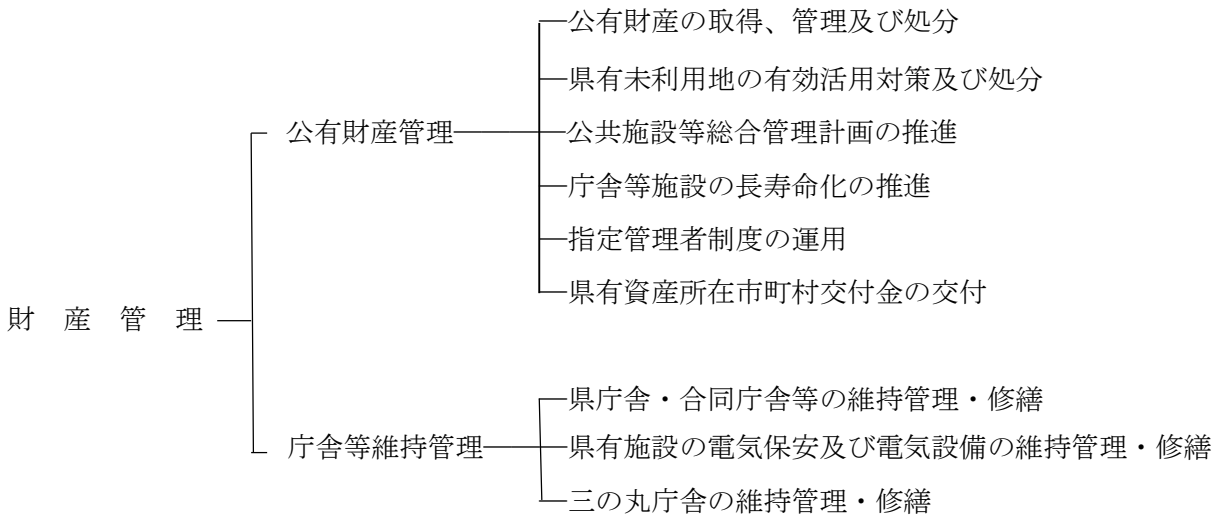 財産管理
公有財産管理
公有財産の取得、管理及び処分
県有未利用地の有効活用対策及び処分
公共施設等総合管理計画の推進
庁舎等施設の長寿命化の推進
指定管理者制度の運用
県有資産所在市町村交付金の交付
庁舎等維持管理
県庁舎・合同庁舎等の維持管理・修繕
県有施設の電気保安及び電気設備の維持管理・修繕
三の丸庁舎の維持管理・修繕